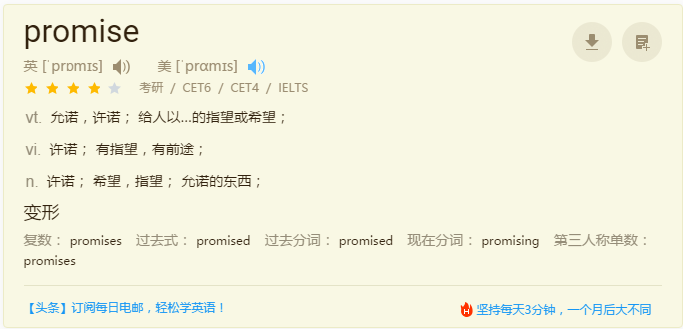 promise
英 [ˈprɒmɪs] 美 [ˈprɑmɪs]
考研 / CET6 / CET4 / IELTS
vt. 允诺，许诺； 给人以...的指望或希望；
vi. 许诺； 有指望，有前途；
n. 许诺； 希望，指望； 允诺的东西；
变形
复数： promises 过去式： promised 过去分词： promised 现在分词： promising 第三人称单数：
promises
【头条】订阅每日电邮，轻松学英语！ 坚持每天3分钟，一个月后大不同